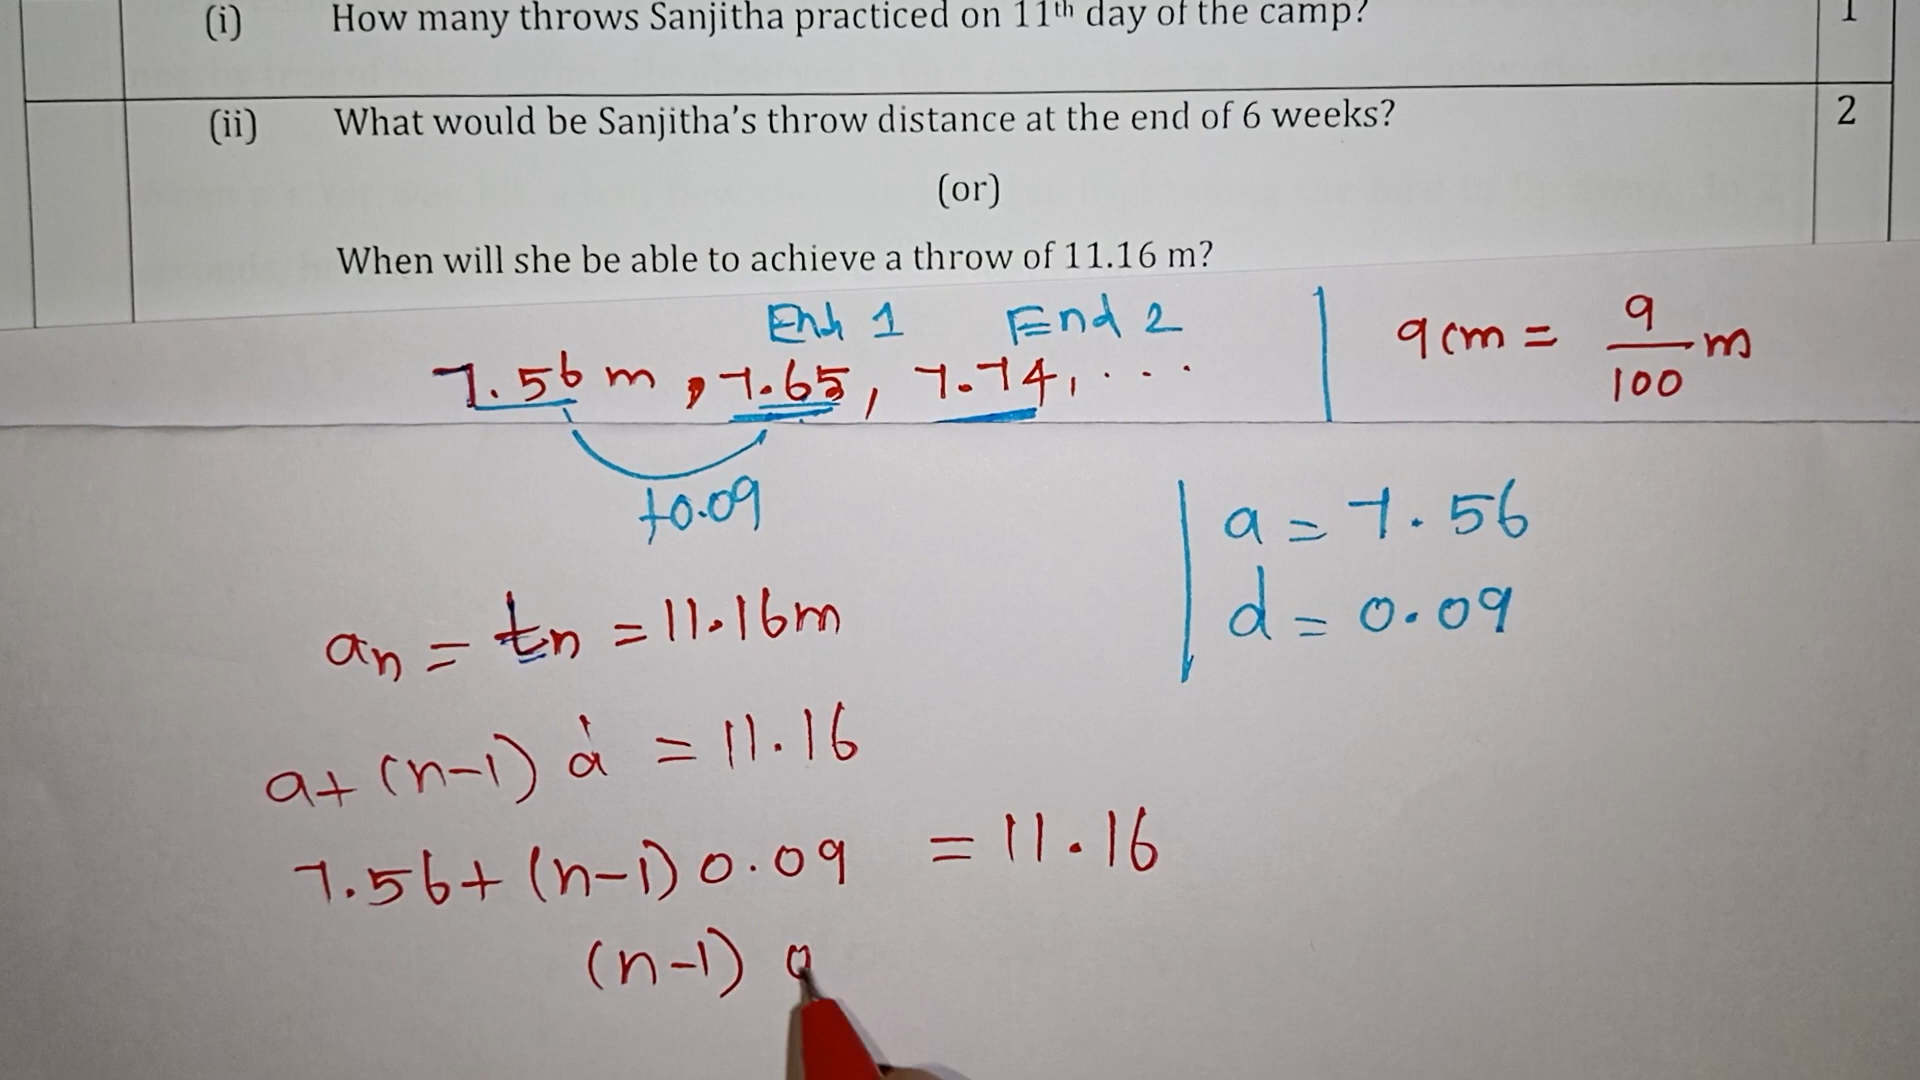 (i) How many throws Sanjitha practiced on 11th day of the camp? 1
(ii) What would be Sanjitha's throw distance at the end of 6 weeks? 2
(or)
When will she be able to achieve a throw of 11.16 m?
End 1 End 2
7.56 m, 7.65, 7.74, ...
9cm = 9/100 m
+0.09
a = 7.56
d = 0.09
an = tn = 11.16m
a+(n-1) d = 11.16
7.56+(n-1) 0.09 = 11.16
(n-1) 0